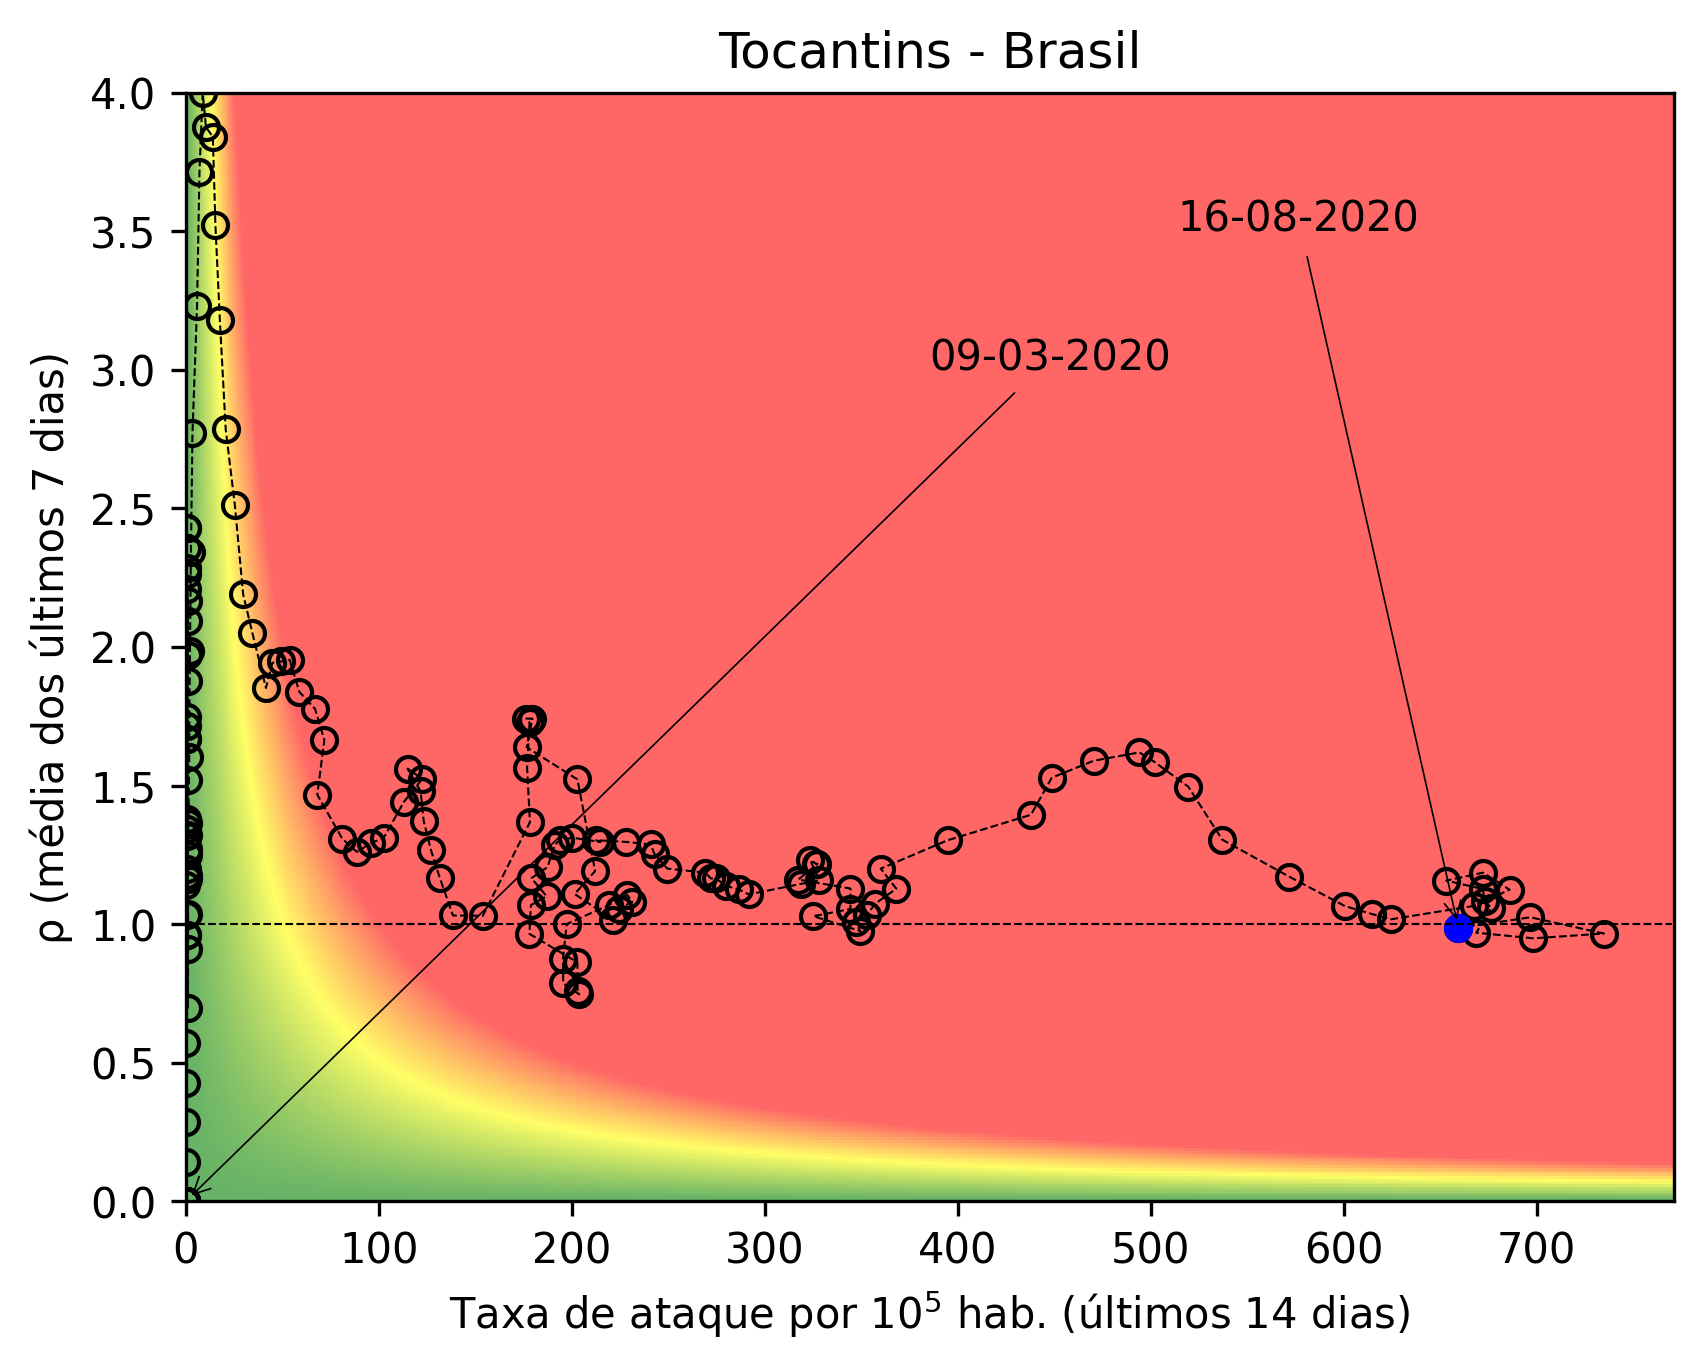 Tocantins - Brasil
4.0
3.5
3.0
2.5
2.0
1.5
1.0
0.5
0.0
ρ (média dos últimos 7 dias)
16-08-2020
09-03-2020
0 100 200 300 400 500 600 700
Taxa de ataque por 10⁵ hab. (últimos 14 dias)